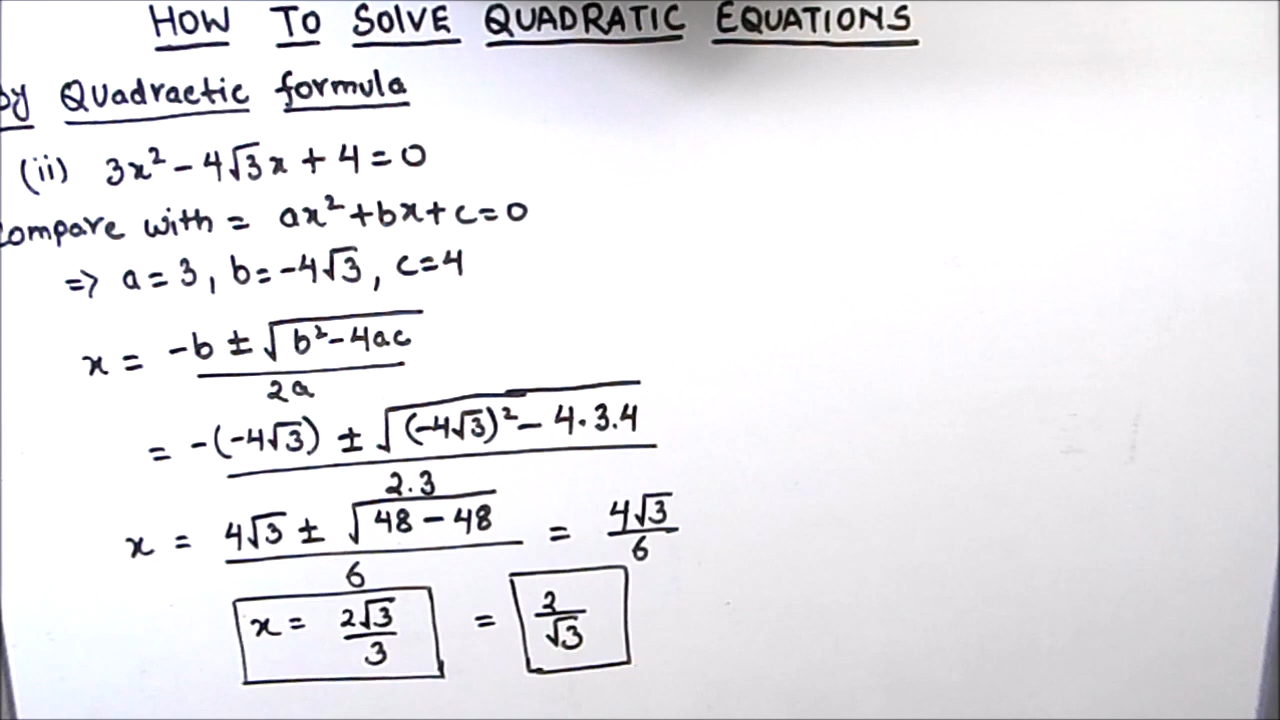 HOW TO SOLVE QUADRATIC EQUATIONS
by Quadractic formula
(ii) 3x² - 4√3x + 4 = 0
Compare with = ax² + bx + c = 0
=> a = 3, b = -4√3, c = 4
x = (-b ± √(b² - 4ac)) / 2a
= (-(-4√3) ± √((-4√3)² - 4·3.4)) / 2.3
x = (4√3 ± √(48 - 48)) / 6 = 4√3 / 6
x = 2√3 / 3 = 2 / √3